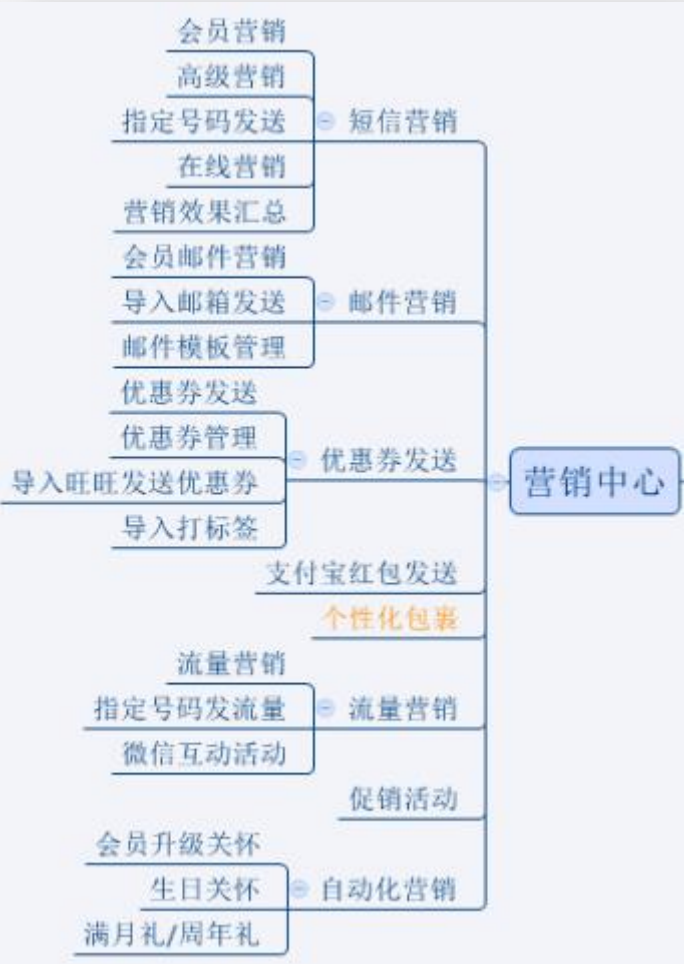 会员营销
高级营销
指定号码发送
短信营销
在线营销
营销效果汇总
会员邮件营销
导入邮箱发送
邮件营销
邮件模板管理
优惠券发送
优惠券管理
优惠券发送
导入旺旺发送优惠券
营销中心
导入打标签
支付宝红包发送
个性化包裹
流量营销
指定号码发流量
流量营销
微信互动活动
促销活动
会员升级关怀
生日关怀
自动化营销
满月礼/周年礼